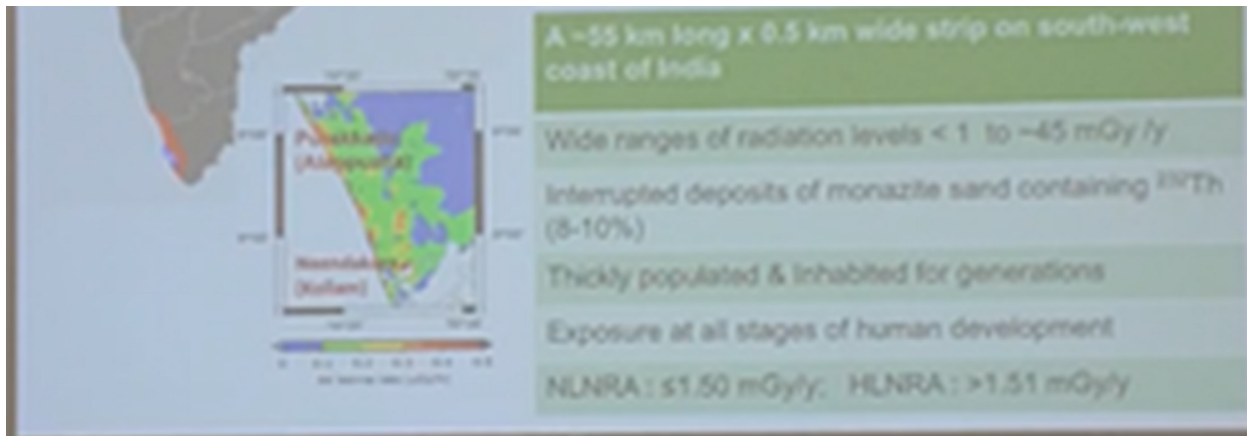 A ~55 km long x 0.5 km wide strip on south-west
coast of India
Wide ranges of radiation levels < 1 to ~45 mGy /y
Interrupted deposits of monazite sand containing ²³²Th
(8-10%)
Thickly populated & Inhabited for generations
Exposure at all stages of human development
NLNRA : ≤1.50 mGy/y; HLNRA : >1.51 mGy/y
(Kollam)